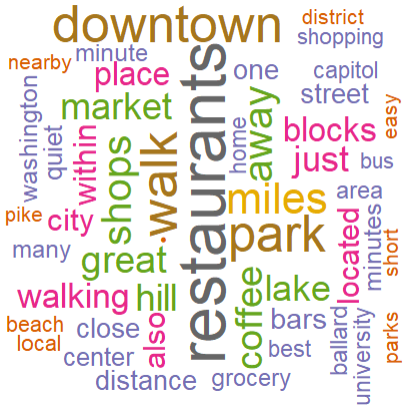 downtown
district
shopping
minute
nearby
place
one
capitol
market
street
washington
quiet
within
shops
walk
restaurants
home
away
blocks
easy
just
bus
miles
area
pike
city
park
many
great
located
minutes
short
walking
hill
coffee
lake
beach
local
close
also
bars
ballard
university
parks
center
best
distance
grocery